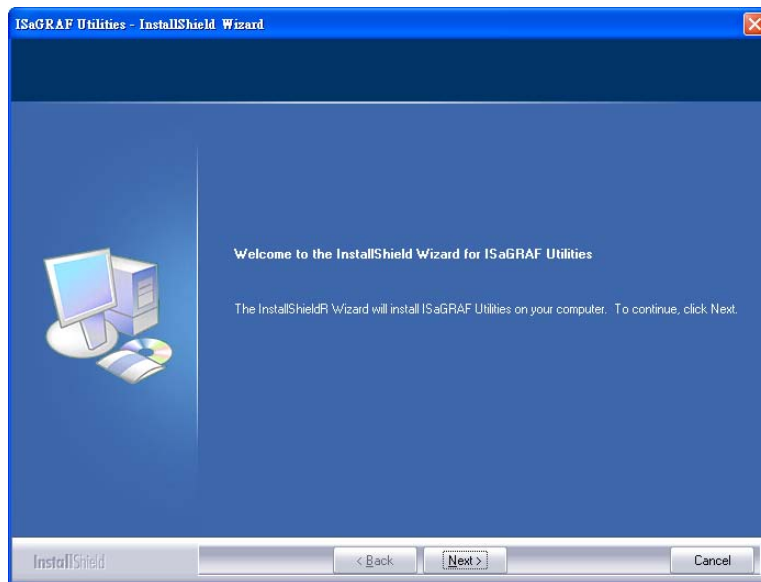 ISaGRAF Utilities - InstallShield Wizard
Welcome to the InstallShield Wizard for ISaGRAF Utilities
The InstallShieldR Wizard will install ISaGRAF Utilities on your computer. To continue, click Next.
InstallShield
< Back
Next >
Cancel